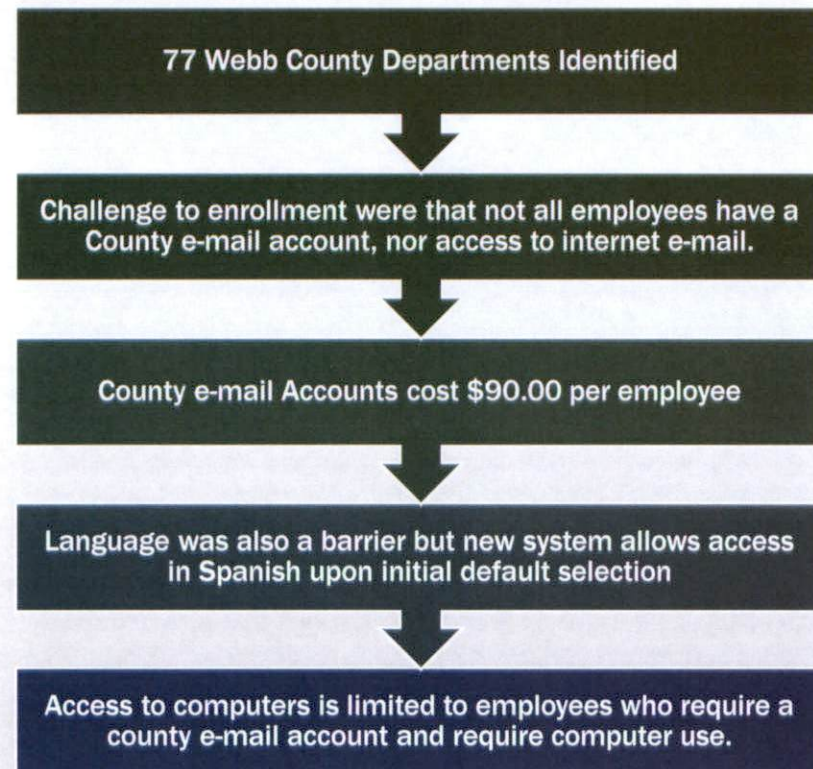 77 Webb County Departments Identified
Challenge to enrollment were that not all employees have a
County e-mail account, nor access to internet e-mail.
County e-mail Accounts cost $90.00 per employee
Language was also a barrier but new system allows access
in Spanish upon initial default selection
Access to computers is limited to employees who require a
county e-mail account and require computer use.